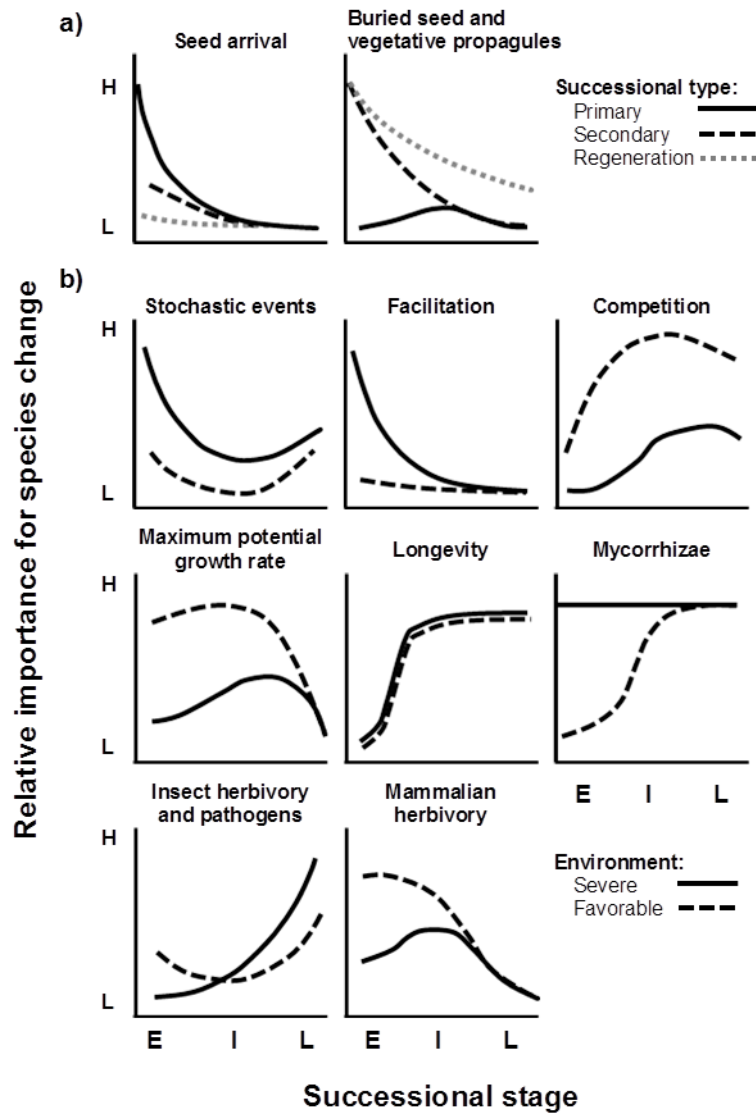 a)
Seed arrival
Buried seed and
vegetative propagules
H
L
Successional type:
Primary
Secondary
Regeneration
b)
Relative importance for species change
Stochastic events
Facilitation
Competition
H
L
Maximum potential
growth rate
Longevity
Mycorrhizae
H
L
E I L
Insect herbivory
and pathogens
Mammalian
herbivory
H
L
Environment:
Severe
Favorable
E I L
E I L
Successional stage